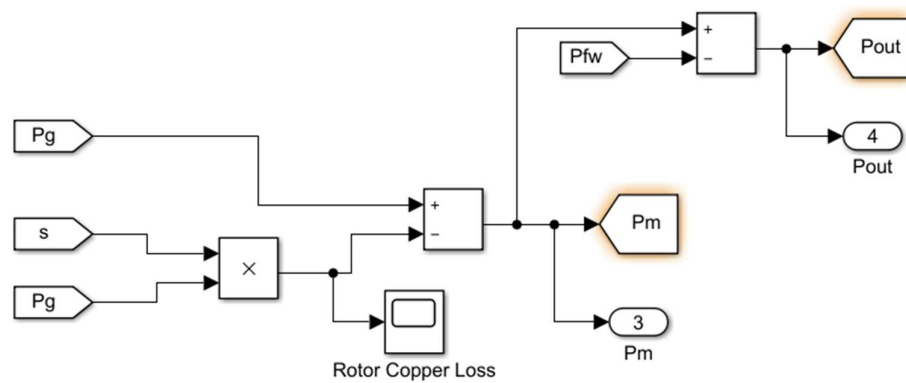 +
Pfw
−
Pout
4
Pout
Pg
+
−
s
×
Pg
Pm
3
Pm
Rotor Copper Loss